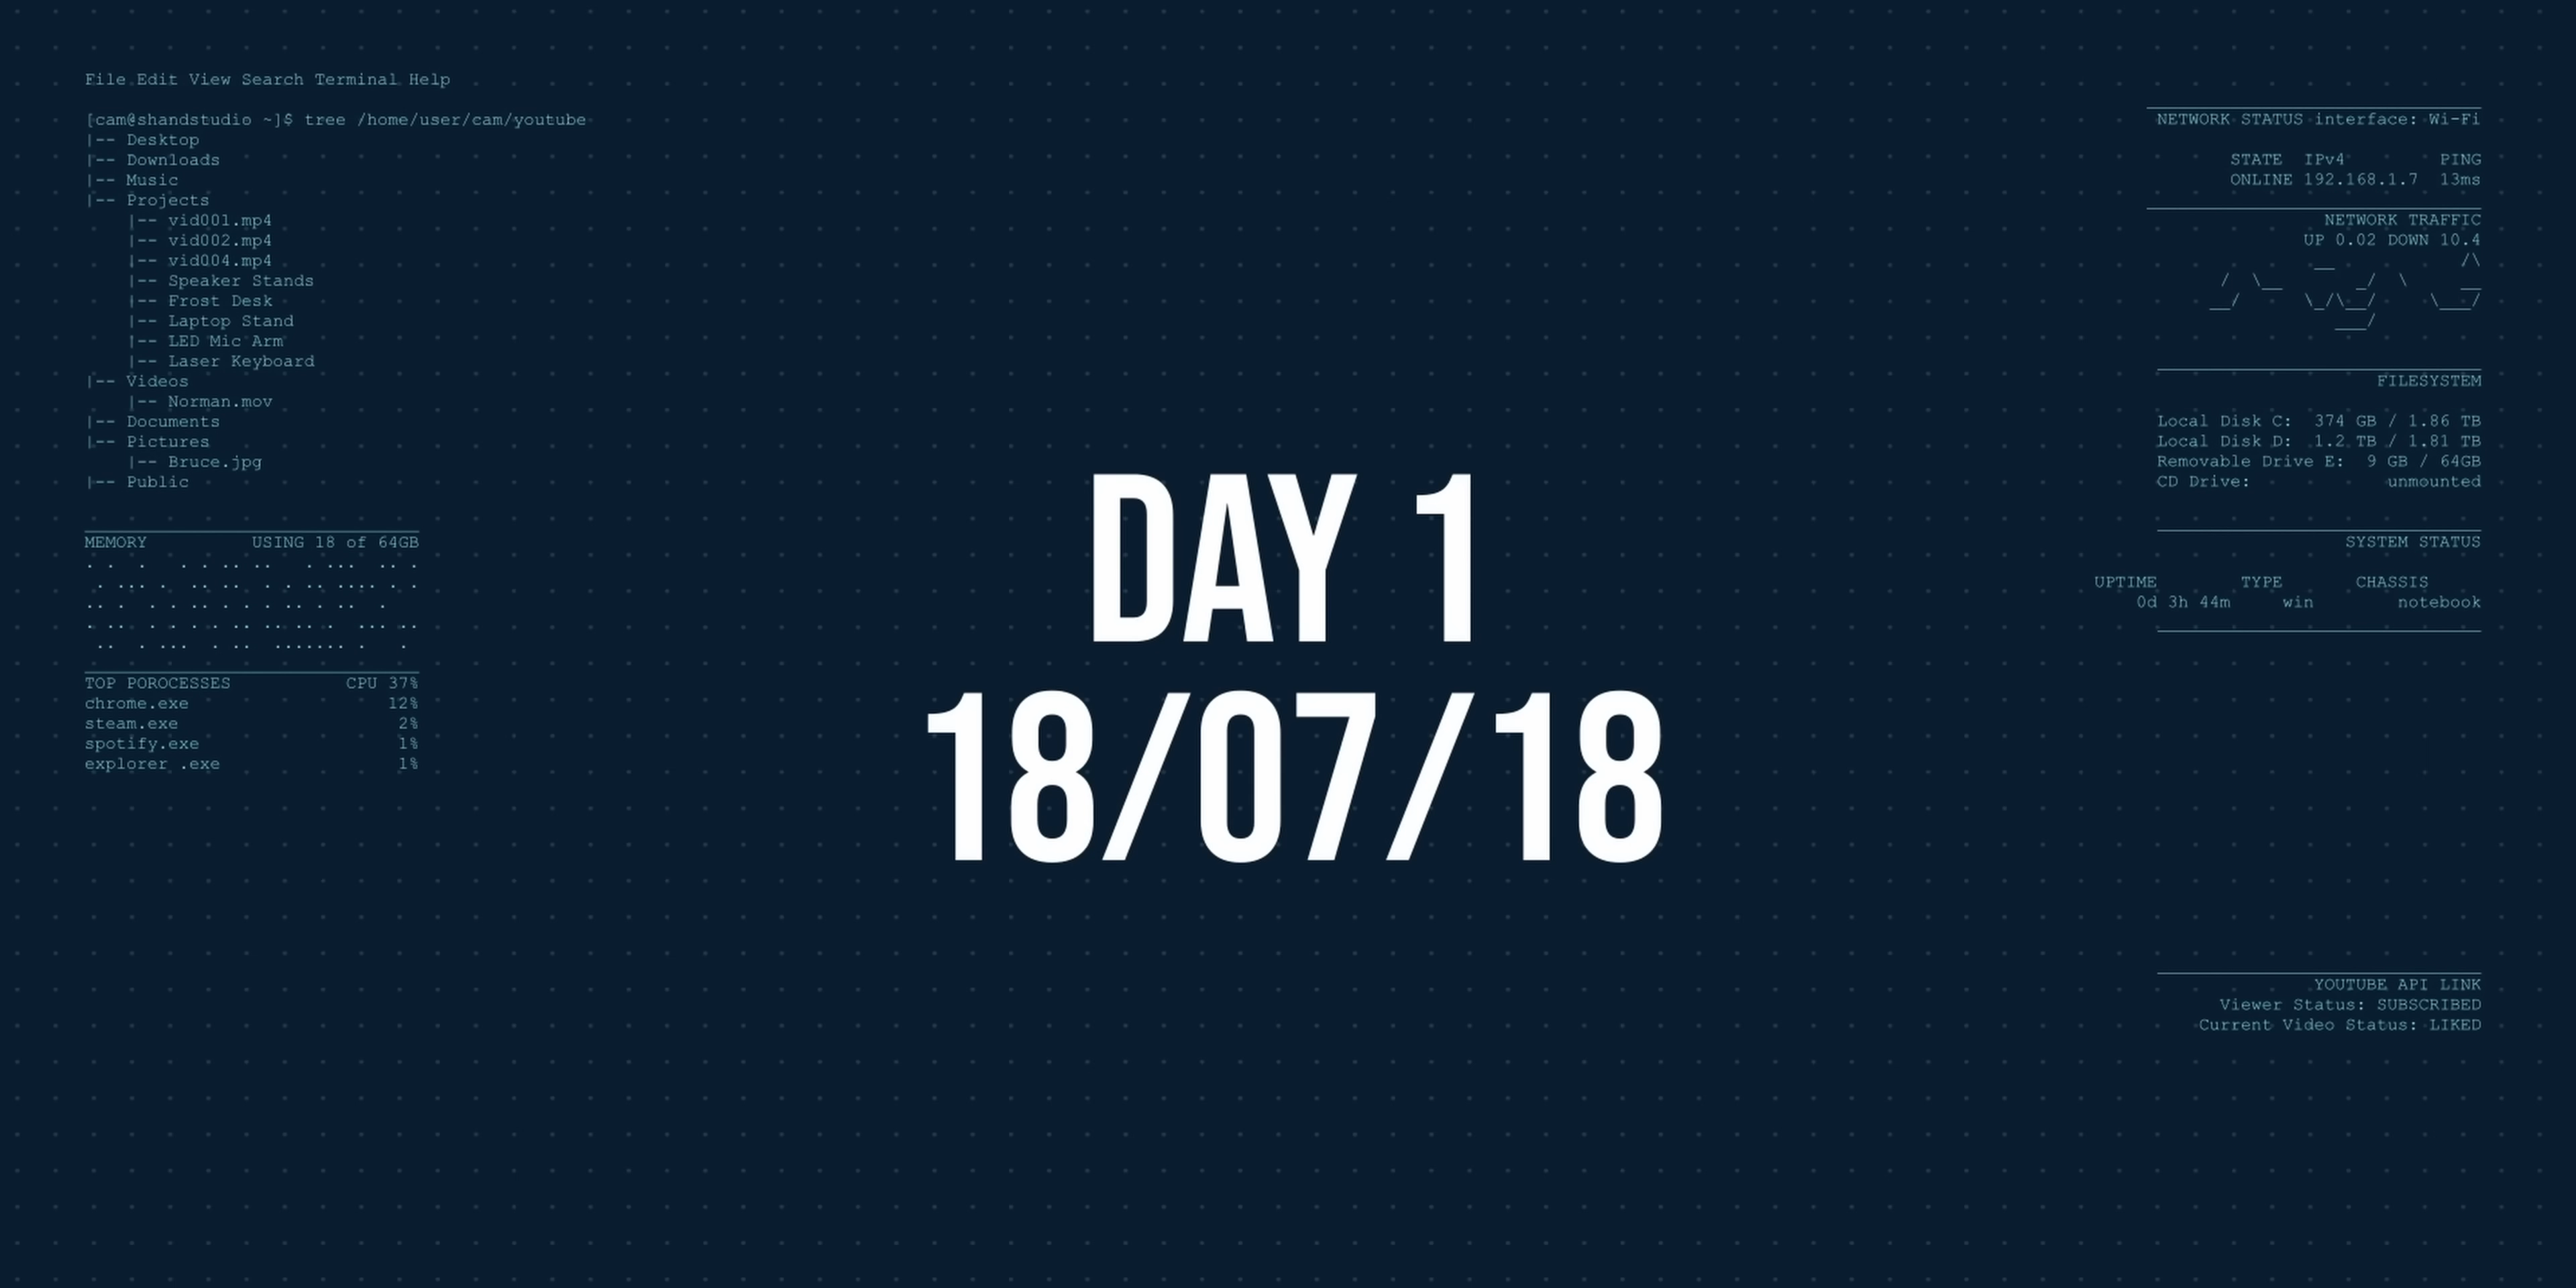 File Edit View Search Terminal Help
[cam@shandstudio ~]$ tree /home/user/cam/youtube
|-- Desktop
|-- Downloads
|-- Music
|-- Projects
|-- vid001.mp4
|-- vid002.mp4
|-- vid004.mp4
|-- Speaker Stands
|-- Frost Desk
|-- Laptop Stand
|-- LED Mic Arm
|-- Laser Keyboard
|-- Videos
|-- Norman.mov
|-- Documents
|-- Pictures
|-- Bruce.jpg
|-- Public
MEMORY USING 18 of 64GB
TOP POROCESSES CPU 37%
chrome.exe 12%
steam.exe 2%
spotify.exe 1%
explorer .exe 1%
DAY 1
18/07/18
NETWORK STATUS interface: Wi-Fi
STATE IPv4 PING
ONLINE 192.168.1.7 13ms
NETWORK TRAFFIC
UP 0.02 DOWN 10.4
FILESYSTEM
Local Disk C: 374 GB / 1.86 TB
Local Disk D: 1.2 TB / 1.81 TB
Removable Drive E: 9 GB / 64GB
CD Drive: unmounted
SYSTEM STATUS
UPTIME TYPE CHASSIS
0d 3h 44m win notebook
YOUTUBE API LINK
Viewer Status: SUBSCRIBED
Current Video Status: LIKED